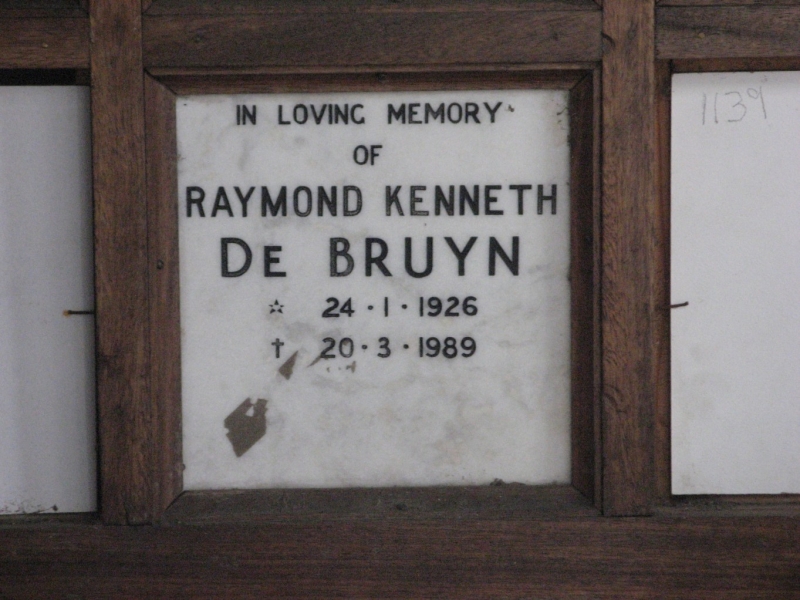 IN LOVING MEMORY
OF
RAYMOND KENNETH
DE BRUYN
☆ 24·1·1926
† 20·3·1989
1139